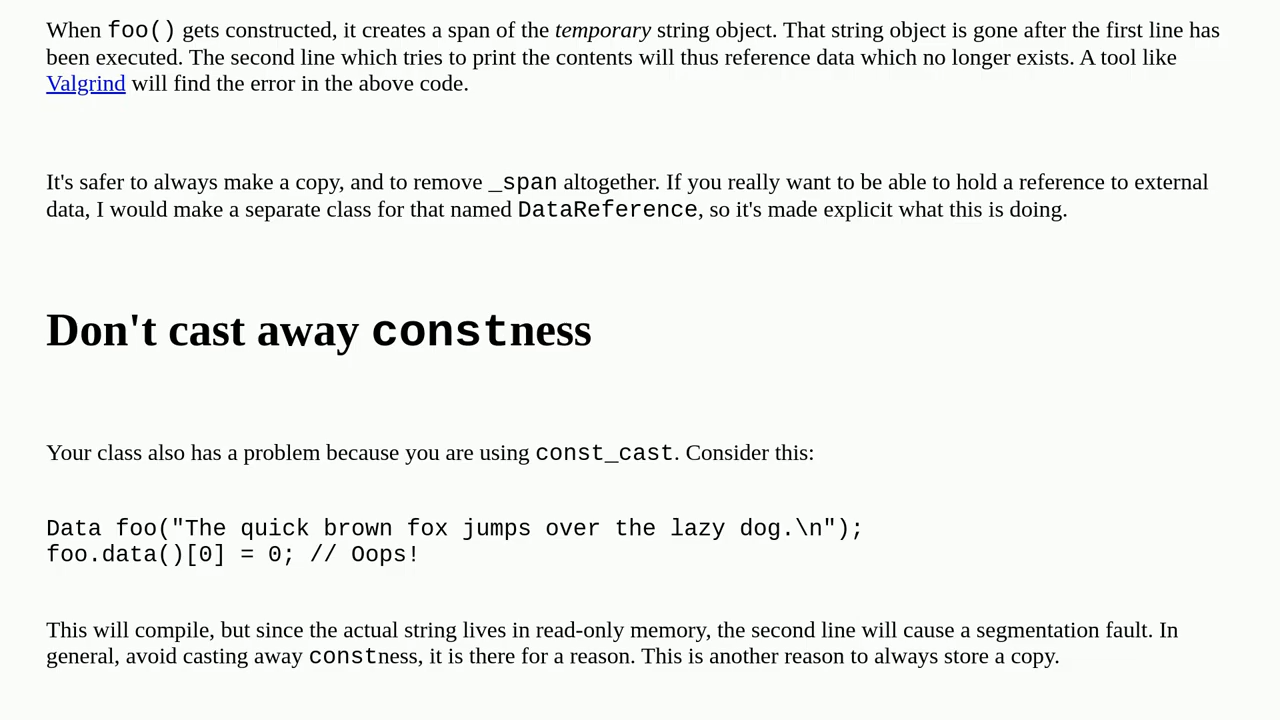 When foo() gets constructed, it creates a span of the temporary string object. That string object is gone after the first line has
been executed. The second line which tries to print the contents will thus reference data which no longer exists. A tool like
Valgrind will find the error in the above code.
It's safer to always make a copy, and to remove _span altogether. If you really want to be able to hold a reference to external
data, I would make a separate class for that named DataReference, so it's made explicit what this is doing.
Don't cast away constness
Your class also has a problem because you are using const_cast. Consider this:
Data foo("The quick brown fox jumps over the lazy dog.\n");
foo.data()[0] = 0; // Oops!
This will compile, but since the actual string lives in read-only memory, the second line will cause a segmentation fault. In
general, avoid casting away constness, it is there for a reason. This is another reason to always store a copy.